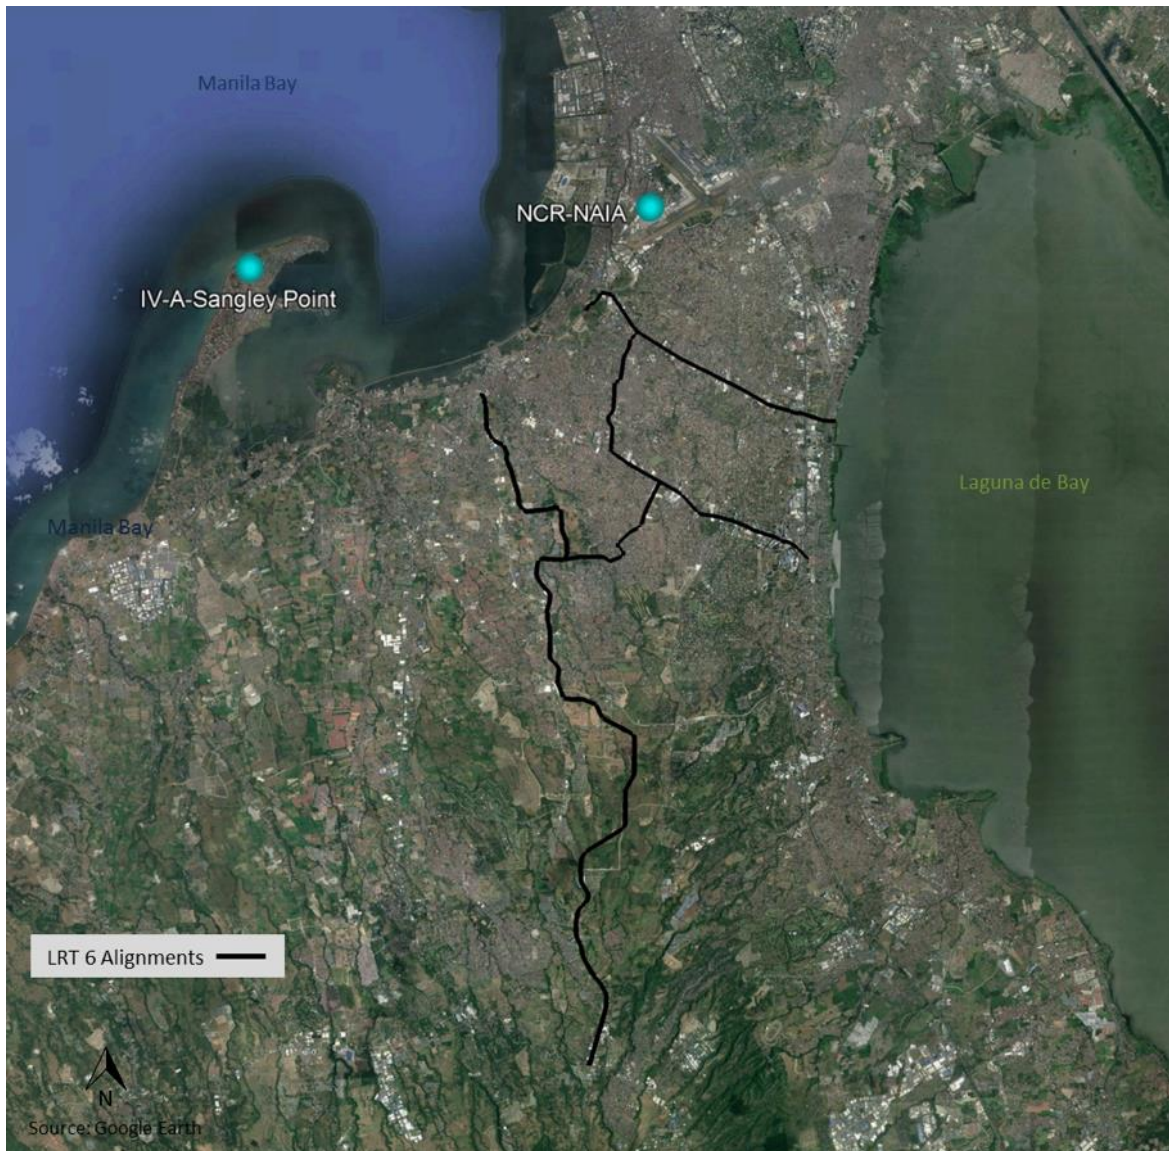 Manila Bay
NCR-NAIA
IV-A-Sangley Point
Laguna de Bay
Manila Bay
LRT 6 Alignments
N
Source: Google Earth